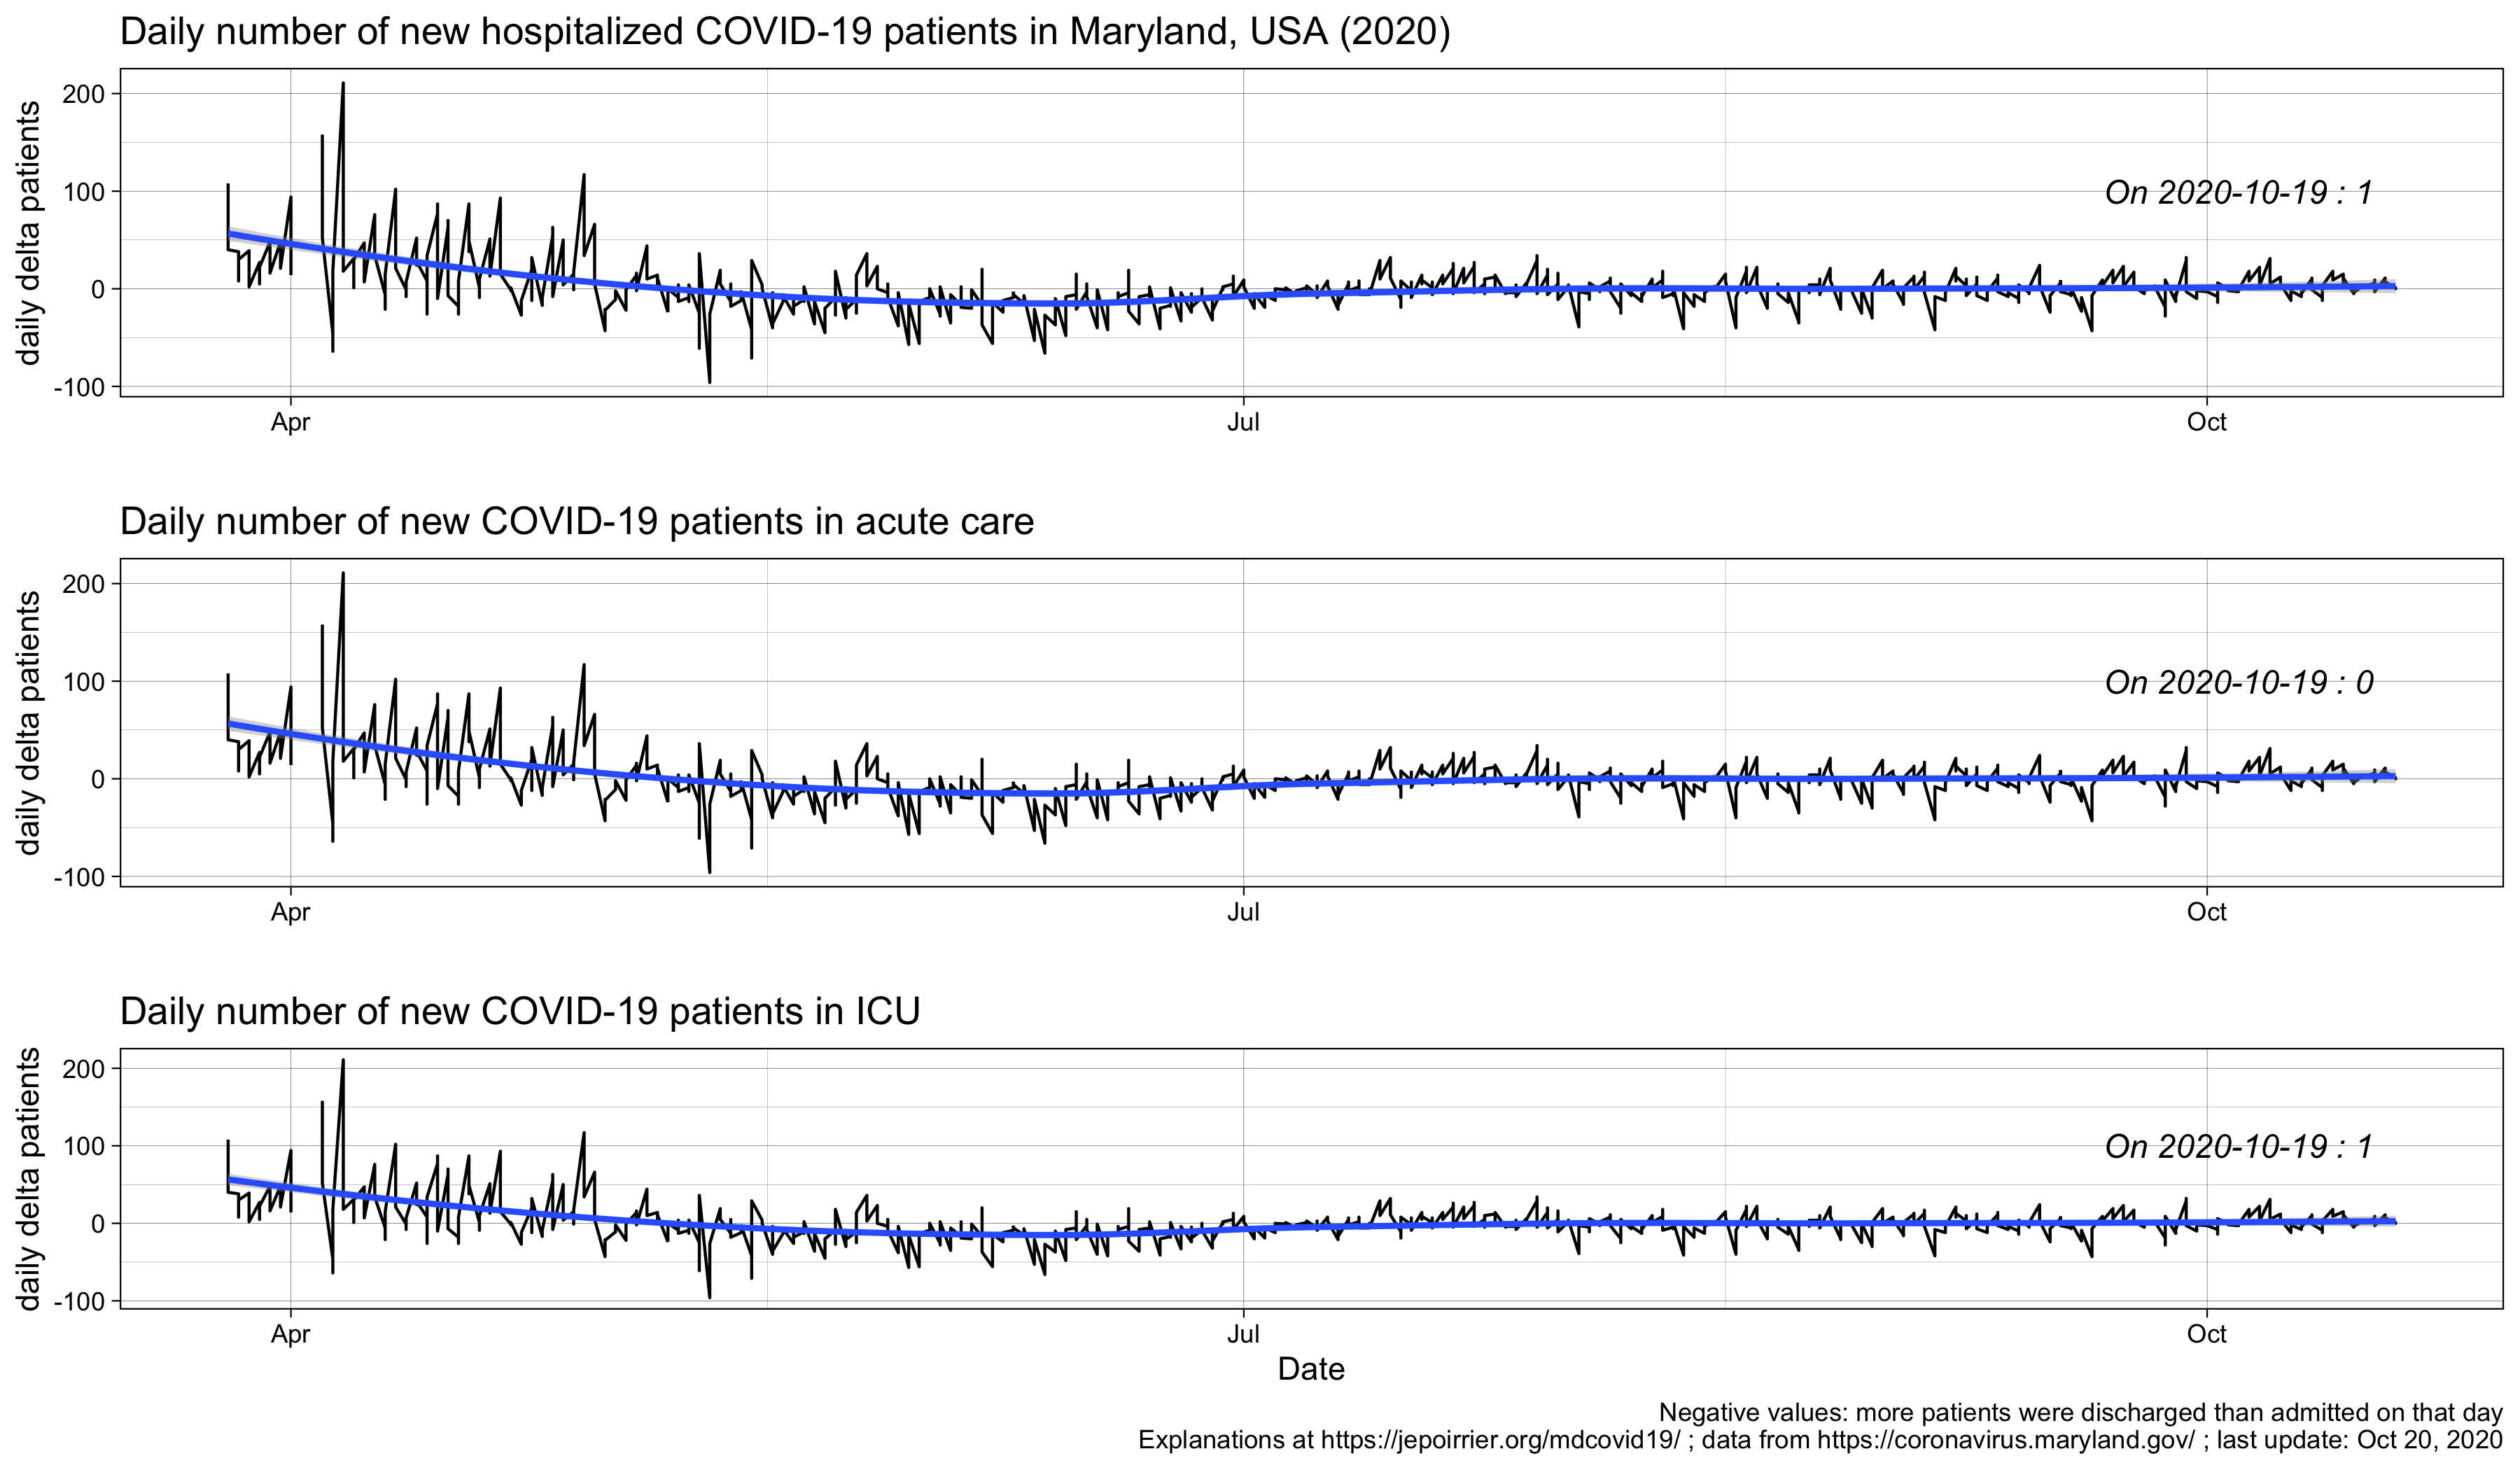 Daily number of new hospitalized COVID-19 patients in Maryland, USA (2020)
daily delta patients
200
100
0
-100
On 2020-10-19 : 1
Apr
Jul
Oct
Daily number of new COVID-19 patients in acute care
daily delta patients
200
100
0
-100
On 2020-10-19 : 0
Apr
Jul
Oct
Daily number of new COVID-19 patients in ICU
daily delta patients
200
100
0
-100
On 2020-10-19 : 1
Apr
Jul
Oct
Date
Negative values: more patients were discharged than admitted on that day
Explanations at https://jepoirrier.org/mdcovid19/ ; data from https://coronavirus.maryland.gov/ ; last update: Oct 20, 2020